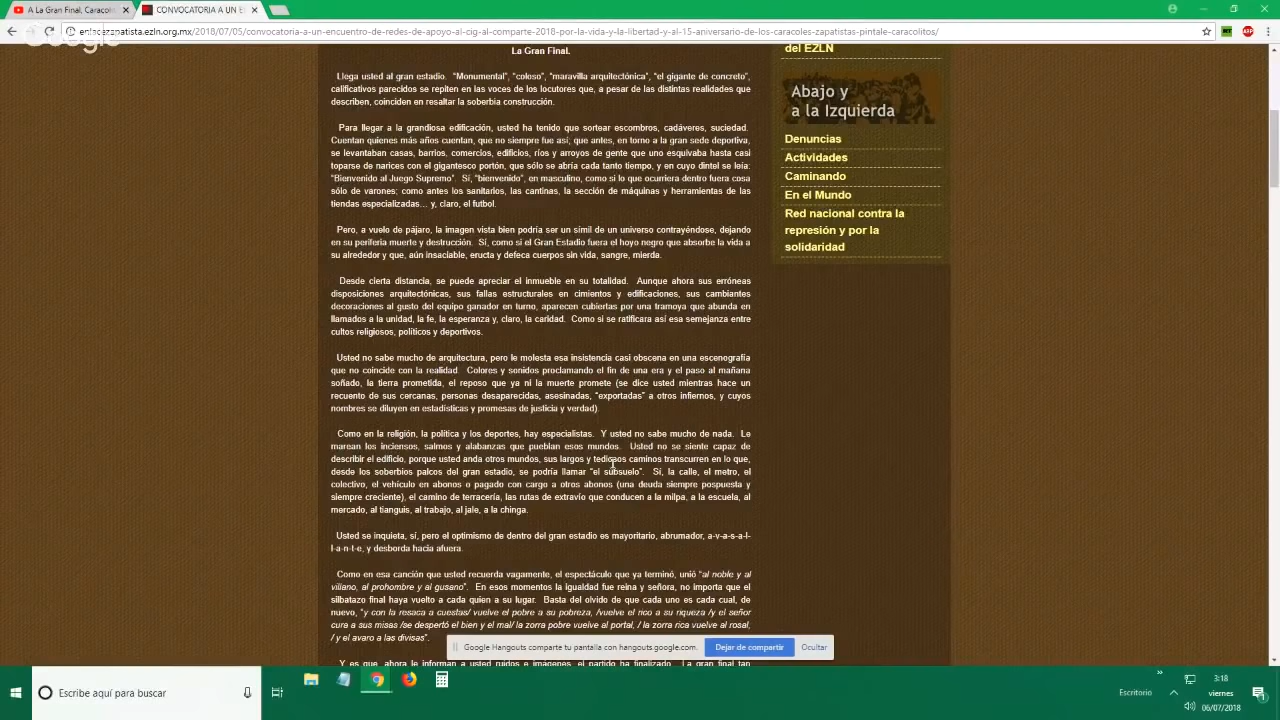 A La Gran Final: Caracolit
CONVOCATORIA A UN E
enlacezapatista.ezln.org.mx/2018/07/05/convocatoria-a-un-encuentro-de-redes-de-apoyo-al-cig-al-comparte-2018-por-la-vida-y-la-libertad-y-al-15-aniversario-de-los-caracoles-zapatistas-pintale-caracolitos/
Google
La Gran Final.
Llega usted al gran estadio. “Monumental”, “coloso”, “maravilla arquitectónica”, “el gigante de concreto”,
calificativos parecidos se repiten en las voces de los locutores que, a pesar de las distintas realidades que
describen, coinciden en resaltar la soberbia construcción.
Para llegar a la grandiosa edificación, usted ha tenido que sortear escombros, cadáveres, suciedad.
Cuentan quienes más años cuentan, que no siempre fue así; que antes, en torno a la gran sede deportiva,
se levantaban casas, barrios, comercios, edificios, ríos y arroyos de gente que uno esquivaba hasta casi
toparse de narices con el gigantesco portón, que sólo se abría cada tanto tiempo, y en cuyo dintel se leía:
“Bienvenido al Juego Supremo”. Sí, “bienvenido”, en masculino, como si lo que ocurriera dentro fuera cosa
sólo de varones; como antes los sanitarios, las cantinas, la sección de máquinas y herramientas de las
tiendas especializadas... y, claro, el futbol.
Pero, a vuelo de pájaro, la imagen vista bien podría ser un símil de un universo contrayéndose, dejando
en su periferia muerte y destrucción. Sí, como si el Gran Estadio fuera el hoyo negro que absorbe la vida a
su alrededor y que, aún insaciable, eructa y defeca cuerpos sin vida, sangre, mierda.
Desde cierta distancia, se puede apreciar el inmueble en su totalidad. Aunque ahora sus erróneas
disposiciones arquitectónicas, sus fallas estructurales en cimientos y edificaciones, sus cambiantes
decoraciones al gusto del equipo ganador en turno, aparecen cubiertas por una tramoya que abunda en
llamados a la unidad, la fe, la esperanza y, claro, la caridad. Como si se ratificara así esa semejanza entre
cultos religiosos, políticos y deportivos.
Usted no sabe mucho de arquitectura, pero le molesta esa insistencia casi obscena en una escenografía
que no coincide con la realidad. Colores y sonidos proclamando el fin de una era y el paso al mañana
soñado, la tierra prometida, el reposo que ya ni la muerte promete (se dice usted mientras hace un
recuento de sus cercanas, personas desaparecidas, asesinadas, “exportadas” a otros infiernos, y cuyos
nombres se diluyen en estadísticas y promesas de justicia y verdad).
Como en la religión, la política y los deportes, hay especialistas. Y usted no sabe mucho de nada. Le
marean los inciensos, salmos y alabanzas que pueblan esos mundos. Usted no se siente capaz de
describir el edificio, porque usted anda otros mundos, sus largos y tediosos caminos transcurren en lo que,
desde los soberbios palcos del gran estadio, se podría llamar “el subsuelo”. Sí, la calle, el metro, el
colectivo, el vehículo en abonos o pagado con cargo a otros abonos (una deuda siempre pospuesta y
siempre creciente), el camino de terracería, las rutas de extravío que conducen a la milpa, a la escuela, al
mercado, al tianguis, al trabajo, al jale, a la chinga.
Usted se inquieta, sí, pero el optimismo de dentro del gran estadio es mayoritario, abrumador, a-v-a-s-a-l-
l-a-n-t-e, y desborda hacia afuera.
Como en esa canción que usted recuerda vagamente, el espectáculo que ya terminó, unió “al noble y al
villano, al prohombre y al gusano”. En esos momentos la igualdad fue reina y señora, no importa que el
silbatazo final haya vuelto a cada quien a su lugar. Basta del olvido de que cada uno es cada cual, de
nuevo, “y con la resaca a cuestas/ vuelve el pobre a su pobreza, /vuelve el rico a su riqueza /y el señor
cura a sus misas /se despertó el bien y el mal/ la zorra pobre vuelve al portal, / la zorra rica vuelve al rosal,
/ y el avaro a las divisas”.
Y es que, ahora le informan a usted ruidos e imágenes, el partido ha finalizado. La gran final tan
del EZLN
Abajo y
a la Izquierda
Denuncias
Actividades
Caminando
En el Mundo
Red nacional contra la
represión y por la
solidaridad
Google Hangouts comparte tu pantalla con hangouts.google.com.
Dejar de compartir
Ocultar
Escribe aquí para buscar
Escritorio
3:18
viernes
06/07/2018